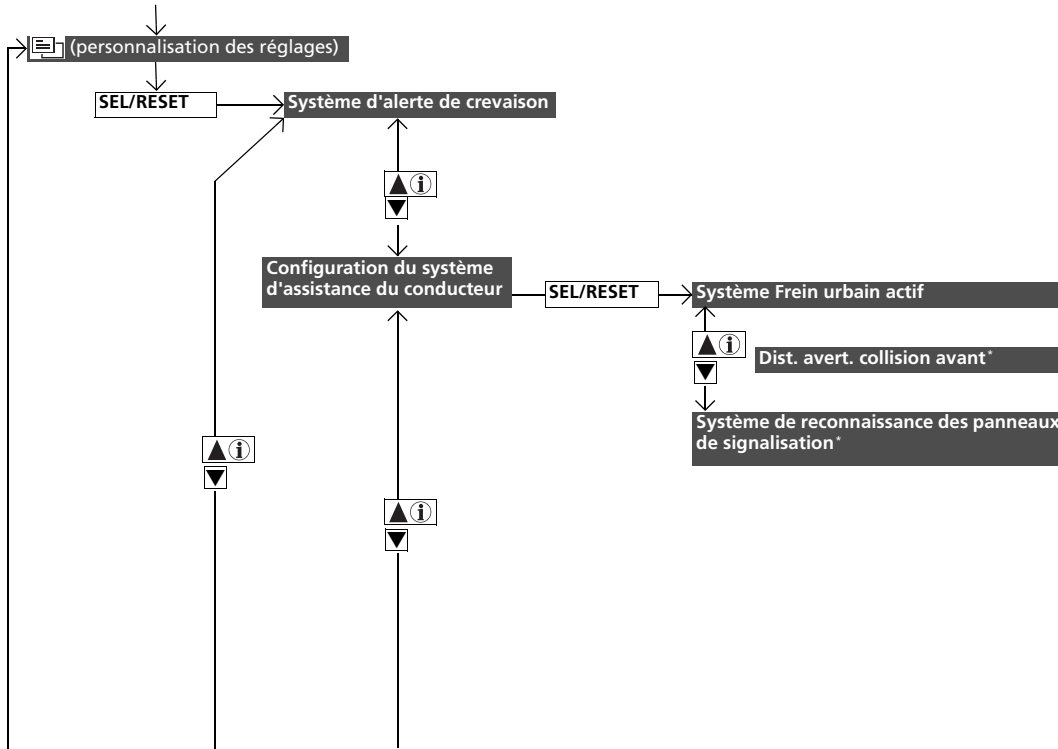 (personnalisation des réglages)
SEL/RESET
Système d'alerte de crevaison
Configuration du système
d'assistance du conducteur
SEL/RESET
Système Frein urbain actif
Dist. avert. collision avant*
Système de reconnaissance des panneaux
de signalisation*